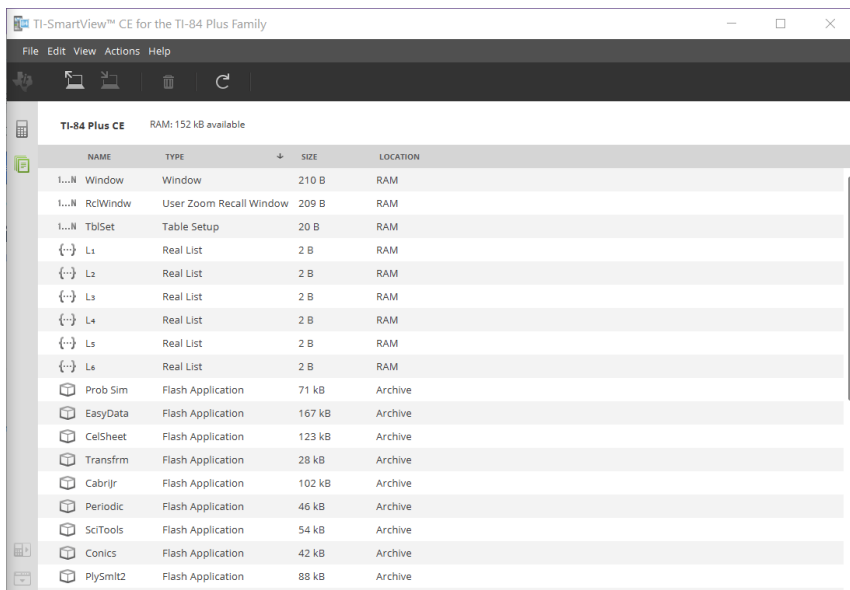 TI-SmartView™ CE for the TI-84 Plus Family
File Edit View Actions Help
TI-84 Plus CE RAM: 152 kB available
NAME TYPE SIZE LOCATION
1...N Window Window 210 B RAM
1...N RclWindw User Zoom Recall Window 209 B RAM
1...N TblSet Table Setup 20 B RAM
{...} L₁ Real List 2 B RAM
{...} L₂ Real List 2 B RAM
{...} L₃ Real List 2 B RAM
{...} L₄ Real List 2 B RAM
{...} L₅ Real List 2 B RAM
{...} L₆ Real List 2 B RAM
Prob Sim Flash Application 71 kB Archive
EasyData Flash Application 167 kB Archive
CelSheet Flash Application 123 kB Archive
Transfrm Flash Application 28 kB Archive
CabriJr Flash Application 102 kB Archive
Periodic Flash Application 46 kB Archive
SciTools Flash Application 54 kB Archive
Conics Flash Application 42 kB Archive
PlySmlt2 Flash Application 88 kB Archive